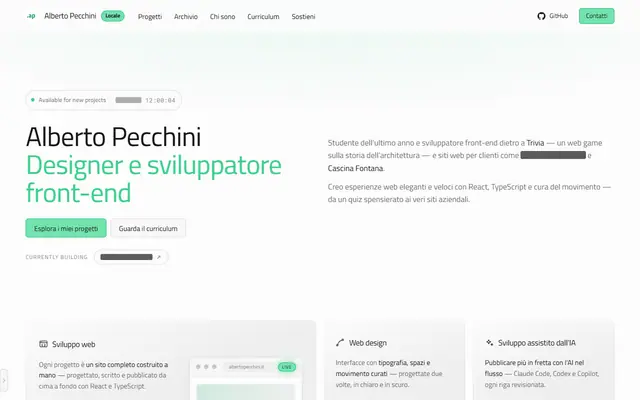 .ap Alberto Pecchini Locale Progetti Archivio Chi sono Curriculum Sostieni GitHub Contatti
Available for new projects 12:00:04
Alberto Pecchini
Designer e sviluppatore
front-end
Studente dell'ultimo anno e sviluppatore front-end dietro a Trivia — un web game
sulla storia dell'architettura — e siti web per clienti come e
Cascina Fontana.
Creo esperienze web eleganti e veloci con React, TypeScript e cura del movimento —
da un quiz spensierato ai veri siti aziendali.
Esplora i miei progetti Guarda il curriculum
CURRENTLY BUILDING ↗
Sviluppo web
Ogni progetto è un sito completo costruito a
mano — progettato, scritto e pubblicato da
cima a fondo con React e TypeScript.
albertopecchini.it LIVE
Web design
Interfacce con tipografia, spazi e
movimento curati — progettate due
volte, in chiaro e in scuro.
Sviluppo assistito dall'IA
Pubblicare più in fretta con l'AI nel
flusso — Claude Code, Codex e Copilot,
ogni riga revisionata.